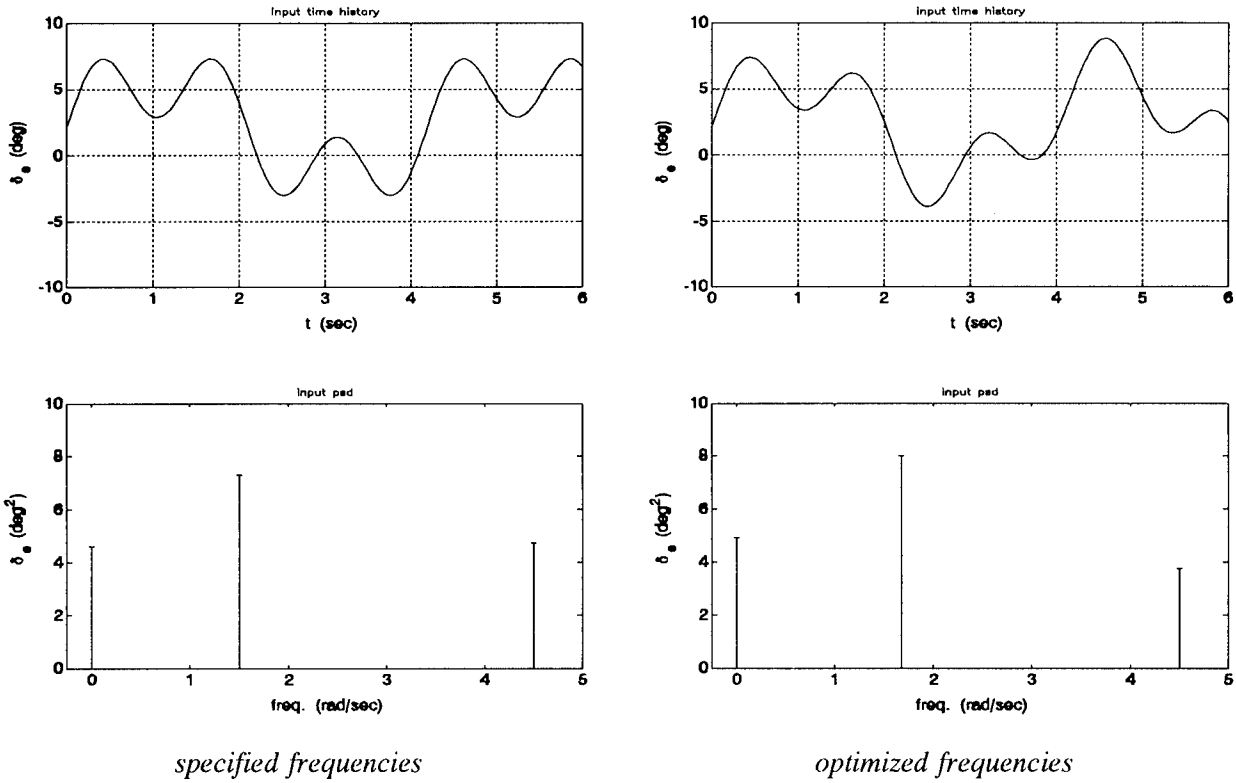 input time history
10
5
0
-5
-10
δe (deg)
0 1 2 3 4 5 6
t (sec)
input time history
10
5
0
-5
-10
δe (deg)
0 1 2 3 4 5 6
t (sec)
input psd
10
8
6
4
2
0
δe (deg²)
0 1 2 3 4 5
freq. (rad/sec)
input psd
10
8
6
4
2
0
δe (deg²)
0 1 2 3 4 5
freq. (rad/sec)
specified frequencies
optimized frequencies